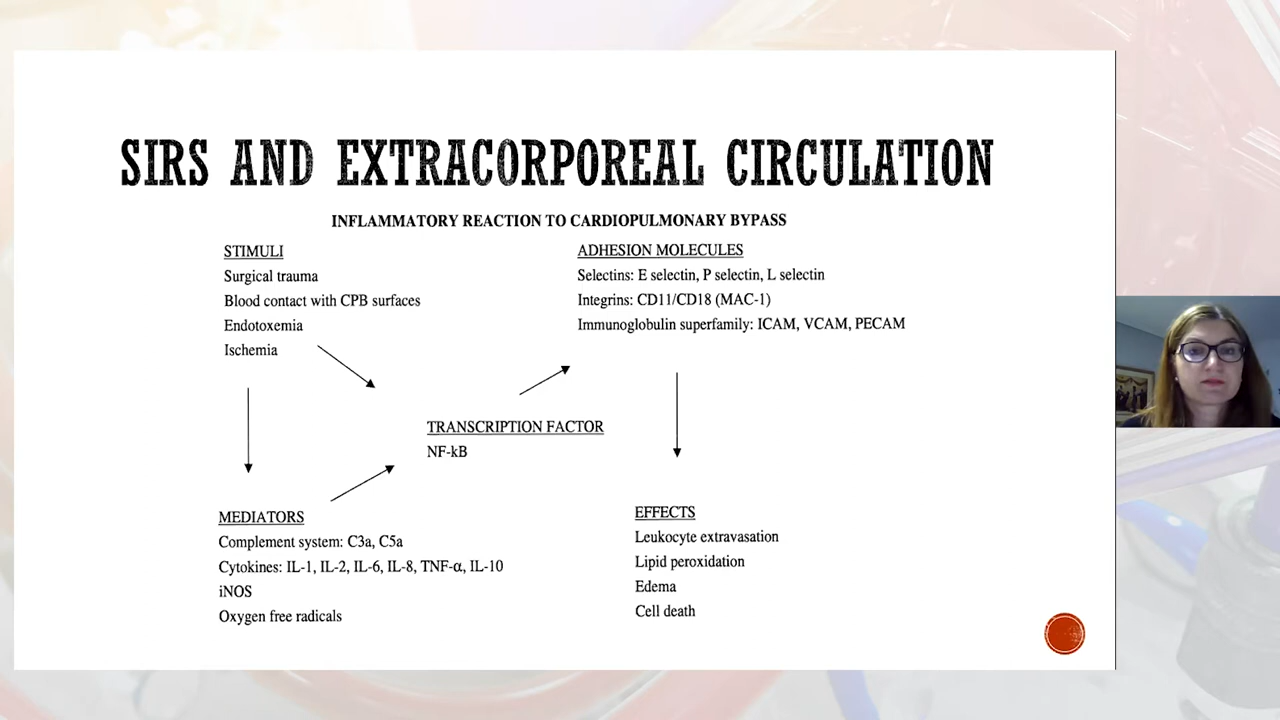 SIRS AND EXTRACORPOREAL CIRCULATION
INFLAMMATORY REACTION TO CARDIOPULMONARY BYPASS
STIMULI
Surgical trauma
Blood contact with CPB surfaces
Endotoxemia
Ischemia
ADHESION MOLECULES
Selectins: E selectin, P selectin, L selectin
Integrins: CD11/CD18 (MAC-1)
Immunoglobulin superfamily: ICAM, VCAM, PECAM
TRANSCRIPTION FACTOR
NF-kB
MEDIATORS
Complement system: C3a, C5a
Cytokines: IL-1, IL-2, IL-6, IL-8, TNF-α, IL-10
iNOS
Oxygen free radicals
EFFECTS
Leukocyte extravasation
Lipid peroxidation
Edema
Cell death